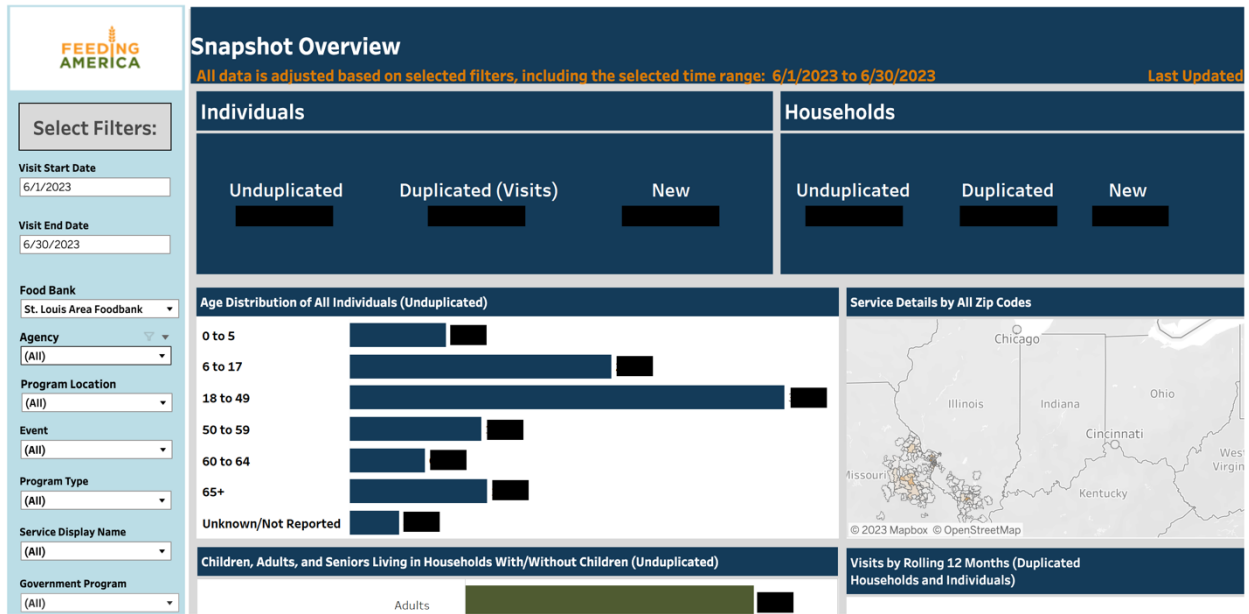 FEEDING
AMERICA
Select Filters:
Visit Start Date
6/1/2023
Visit End Date
6/30/2023
Food Bank
St. Louis Area Foodbank
Agency
(All)
Program Location
(All)
Event
(All)
Program Type
(All)
Service Display Name
(All)
Government Program
(All)
Snapshot Overview
All data is adjusted based on selected filters, including the selected time range: 6/1/2023 to 6/30/2023
Last Updated
Individuals
Unduplicated Duplicated (Visits) New
Households
Unduplicated Duplicated New
Age Distribution of All Individuals (Unduplicated)
0 to 5
6 to 17
18 to 49
50 to 59
60 to 64
65+
Unknown/Not Reported
Service Details by All Zip Codes
Chicago
Illinois
Indiana
Ohio
Cincinnati
West
Virgin
Missouri
Kentucky
© 2023 Mapbox © OpenStreetMap
Children, Adults, and Seniors Living in Households With/Without Children (Unduplicated)
Adults
Visits by Rolling 12 Months (Duplicated
Households and Individuals)